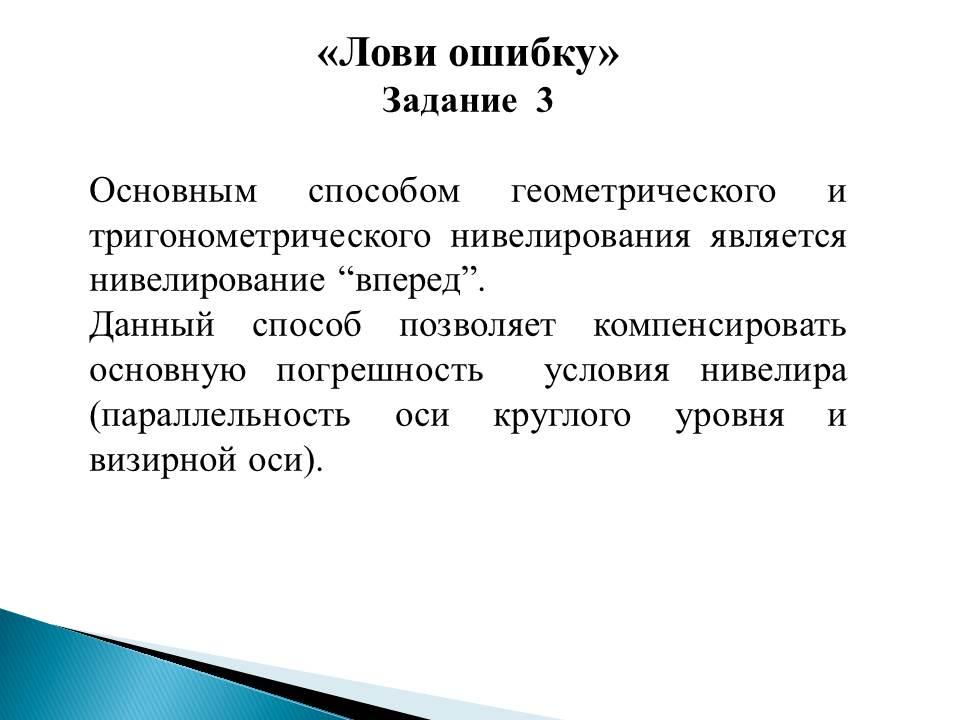 «Лови ошибку»
Задание 3
Основным способом геометрического и
тригонометрического нивелирования является
нивелирование “вперед”.
Данный способ позволяет компенсировать
основную погрешность условия нивелира
(параллельность оси круглого уровня и
визирной оси).